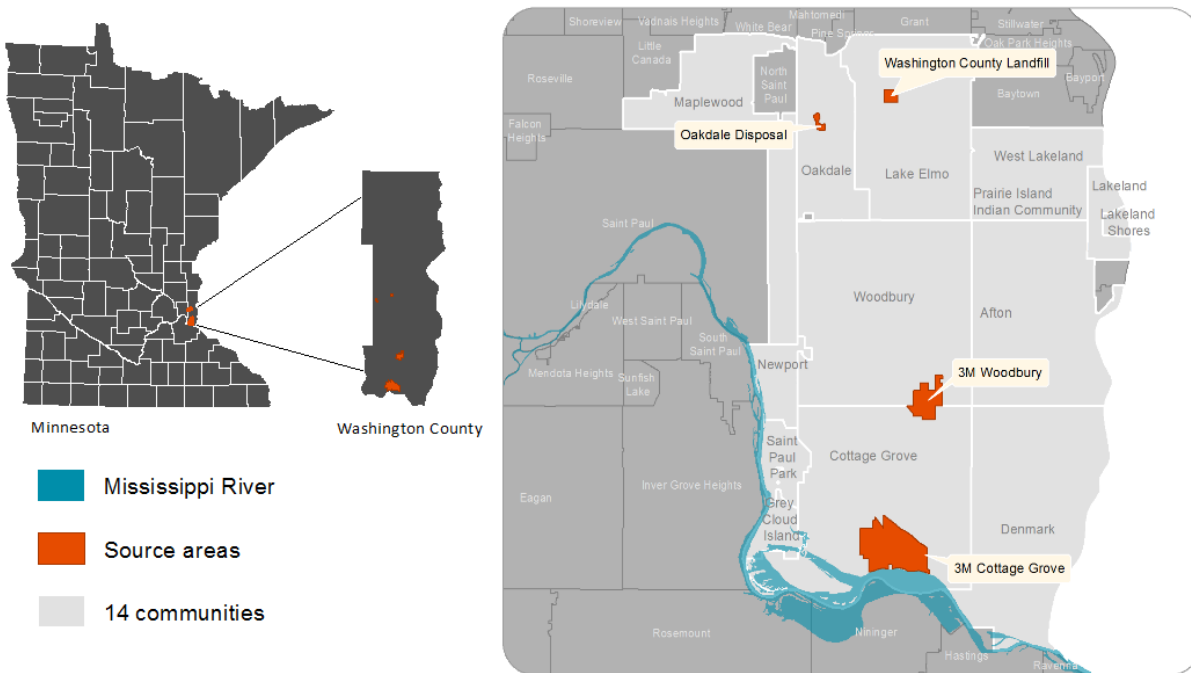 Minnesota
Washington County
Mississippi River
Source areas
14 communities
Shoreview
Vadnais Heights
White Bear
Mahtomedi
Pine Springs
Grant
Stillwater
Oak Park Heights
Little
Canada
Roseville
North
Saint
Paul
Washington County Landfill
Bayport
Baytown
Maplewood
Falcon
Heights
Oakdale Disposal
Oakdale
Lake Elmo
West Lakeland
Prairie Island
Indian Community
Lakeland
Lakeland
Shores
Saint Paul
Woodbury
Afton
Lilydale
West Saint Paul
South
Saint Paul
Mendota Heights
Sunfish
Lake
Newport
3M Woodbury
Saint
Paul
Park
Cottage Grove
Eagan
Inver Grove Heights
Grey
Cloud
Island
Denmark
3M Cottage Grove
Rosemount
Nininger
Hastings
Ravenna